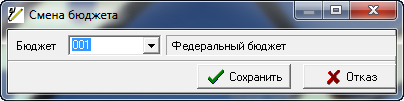 Смена бюджета
Бюджет 001 Федеральный бюджет
Сохранить Отказ